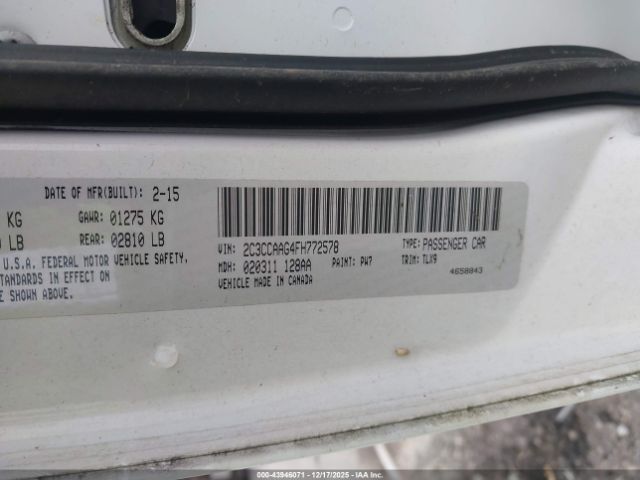 DATE OF MFR(BUILT): 2-15
KG GAWR: 01275 KG
LB REAR: 02810 LB
U.S.A. FEDERAL MOTOR VEHICLE SAFETY
STANDARDS IN EFFECT ON
SHOWN ABOVE.
VIN: 2C3CCAAG4FH772578 TYPE: PASSENGER CAR
MDH: 020311 128AA PAINT: PW7 TRIM: TLX9
VEHICLE MADE IN CANADA 4658843
000-43946071 | 12/17/2025 - IAA Inc.